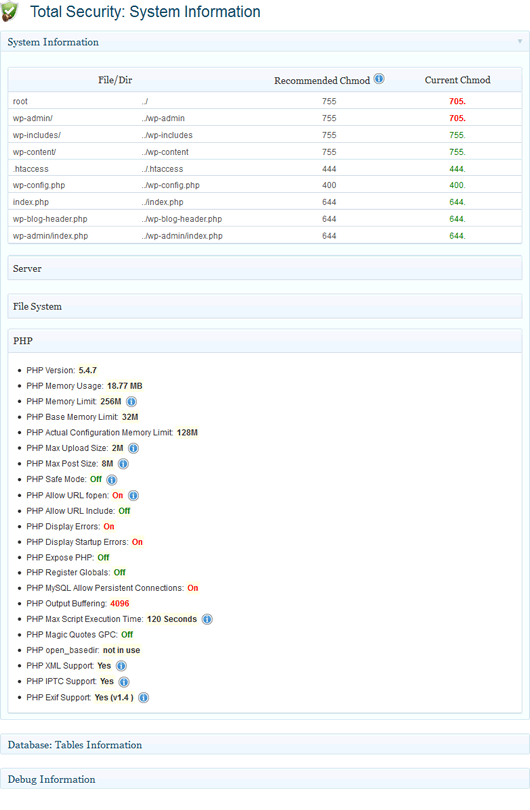 Total Security: System Information
System Information
File/Dir Recommended Chmod Current Chmod
root ../ 755 705.
wp-admin/ ../wp-admin 755 705.
wp-includes/ ../wp-includes 755 755.
wp-content/ ../wp-content 755 755.
.htaccess ../.htaccess 444 444.
wp-config.php ../wp-config.php 400 400.
index.php ../index.php 644 644.
wp-blog-header.php ../wp-blog-header.php 644 644.
wp-admin/index.php ../wp-admin/index.php 644 644.
Server
File System
PHP
PHP Version: 5.4.7
PHP Memory Usage: 18.77 MB
PHP Memory Limit: 256M
PHP Base Memory Limit: 32M
PHP Actual Configuration Memory Limit: 128M
PHP Max Upload Size: 2M
PHP Max Post Size: 8M
PHP Safe Mode: Off
PHP Allow URL fopen: On
PHP Allow URL Include: Off
PHP Display Errors: On
PHP Display Startup Errors: On
PHP Expose PHP: Off
PHP Register Globals: Off
PHP MySQL Allow Persistent Connections: On
PHP Output Buffering: 4096
PHP Max Script Execution Time: 120 Seconds
PHP Magic Quotes GPC: Off
PHP open_basedir: not in use
PHP XML Support: Yes
PHP IPTC Support: Yes
PHP Exif Support: Yes (v1.4 )
Database: Tables Information
Debug Information